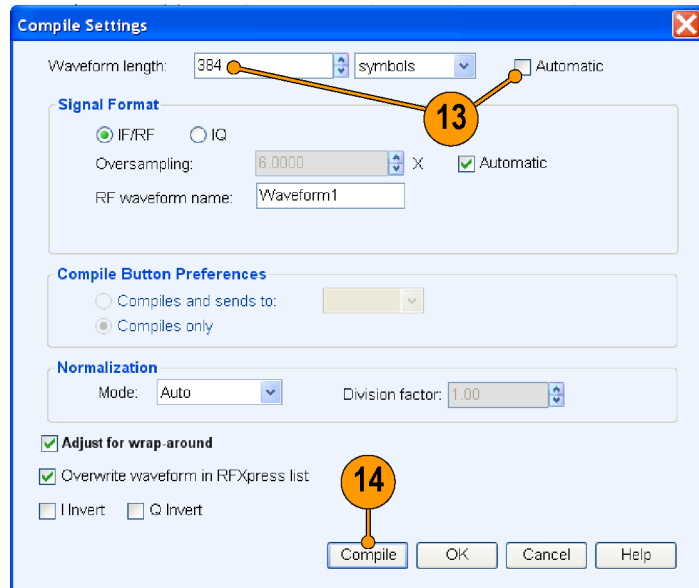 Compile Settings
Waveform length: 384 symbols Automatic
13
Signal Format
IF/RF IQ
Oversampling: 6.0000 X Automatic
RF waveform name: Waveform1
Compile Button Preferences
Compiles and sends to:
Compiles only
Normalization
Mode: Auto Division factor: 1.00
Adjust for wrap-around
Overwrite waveform in RFXpress list
14
I Invert Q Invert
Compile OK Cancel Help